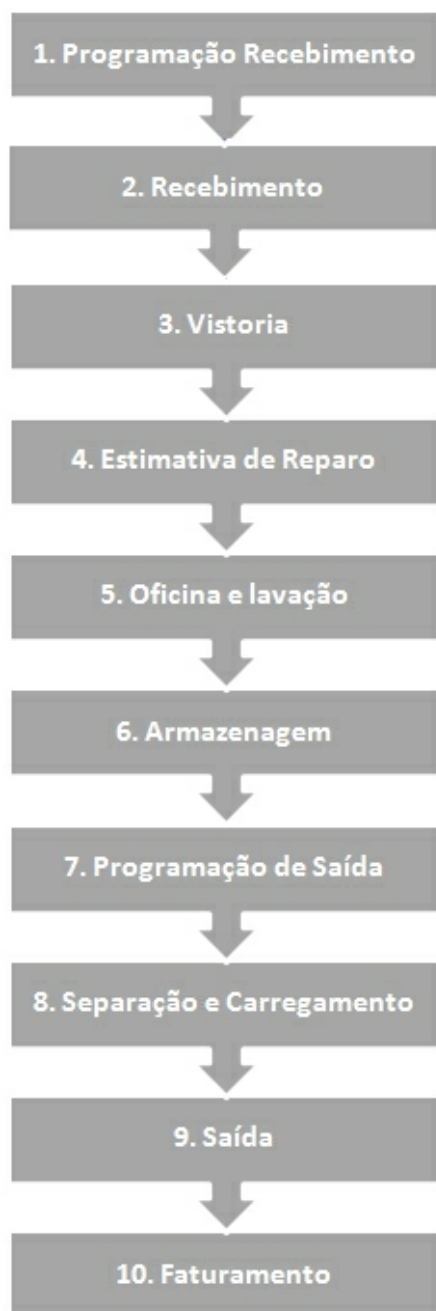 1. Programação Recebimento
2. Recebimento
3. Vistoria
4. Estimativa de Reparo
5. Oficina e lavação
6. Armazenagem
7. Programação de Saída
8. Separação e Carregamento
9. Saída
10. Faturamento